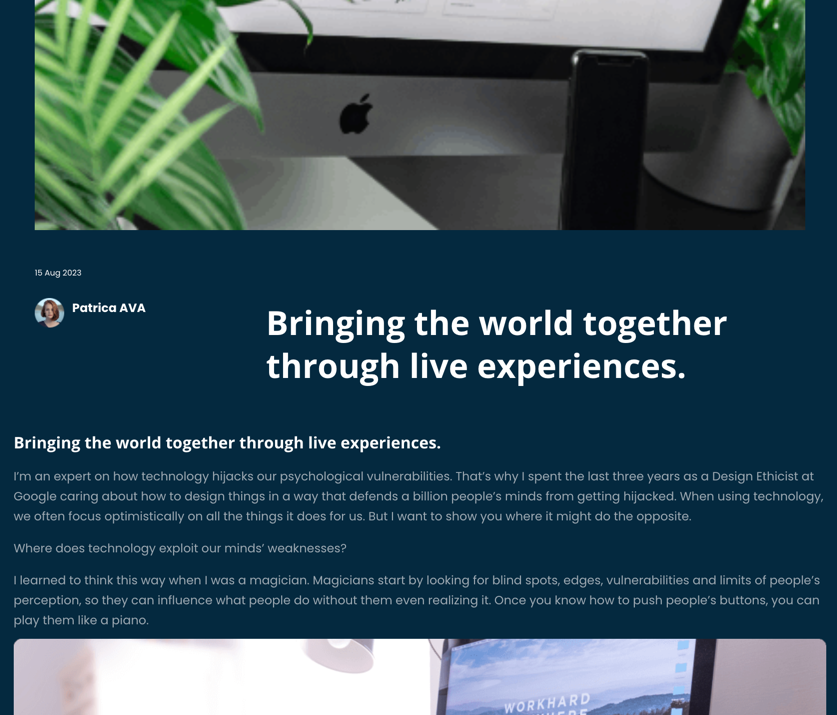 15 Aug 2023
Patrica AVA
Bringing the world together
through live experiences.
Bringing the world together through live experiences.
I'm an expert on how technology hijacks our psychological vulnerabilities. That's why I spent the last three years as a Design Ethicist at
Google caring about how to design things in a way that defends a billion people's minds from getting hijacked. When using technology,
we often focus optimistically on all the things it does for us. But I want to show you where it might do the opposite.
Where does technology exploit our minds' weaknesses?
I learned to think this way when I was a magician. Magicians start by looking for blind spots, edges, vulnerabilities and limits of people's
perception, so they can influence what people do without them even realizing it. Once you know how to push people's buttons, you can
play them like a piano.
WORKHARD